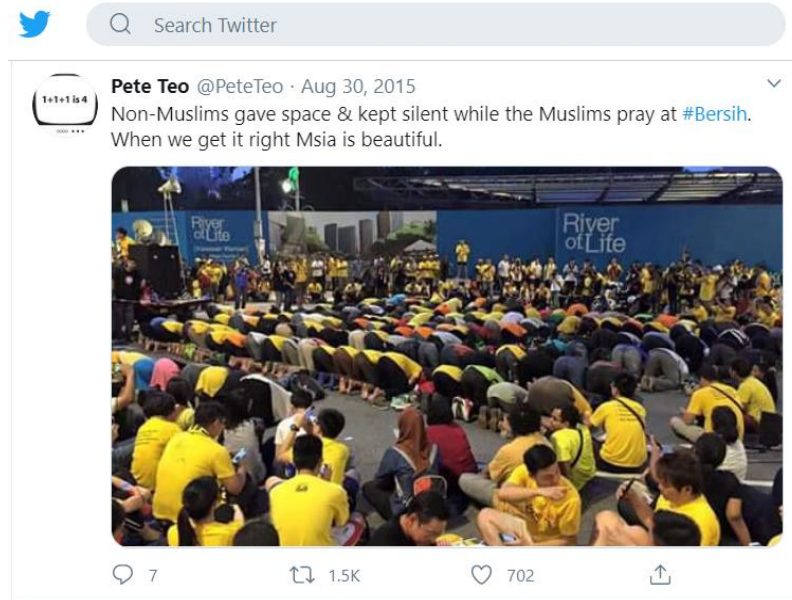 Search Twitter
1+1+1 is 4
Pete Teo @PeteTeo · Aug 30, 2015
Non-Muslims gave space & kept silent while the Muslims pray at #Bersih.
When we get it right Msia is beautiful.
River
of Life
River
of Life
7 1.5K 702